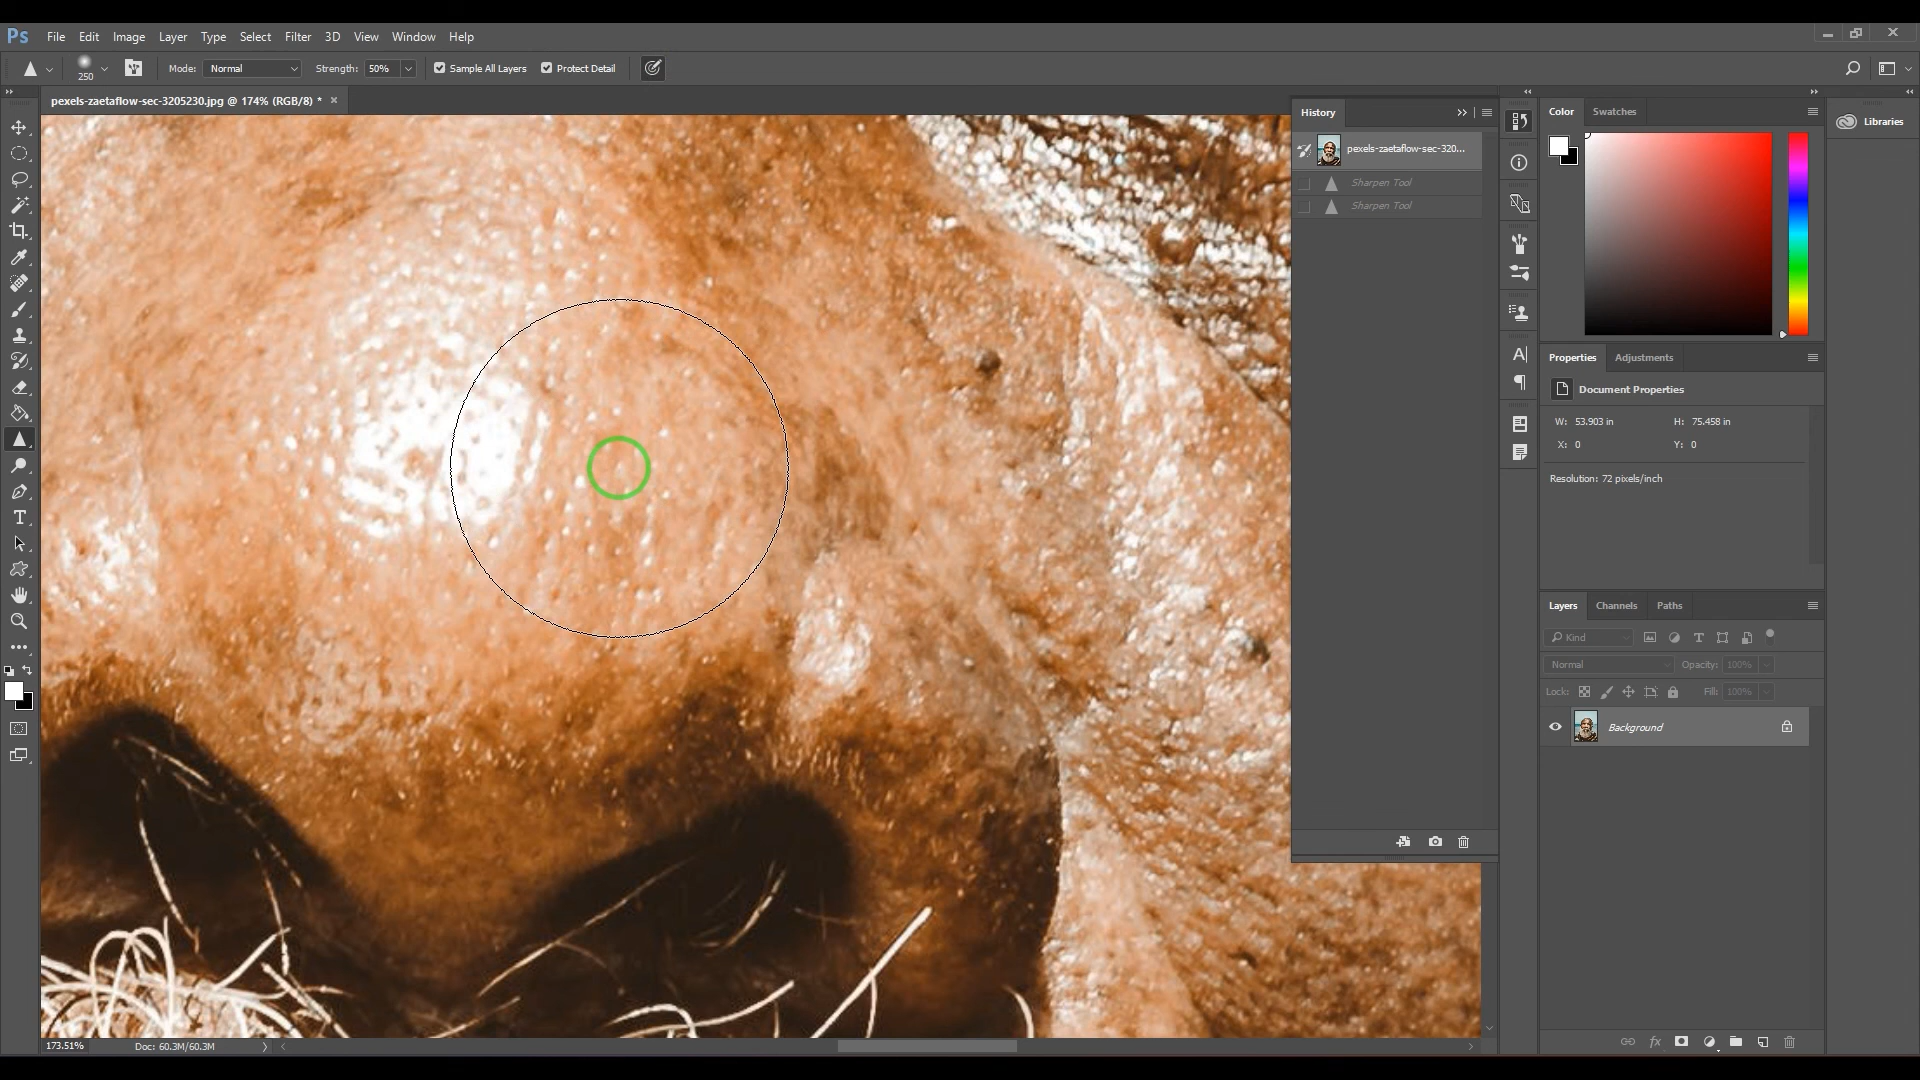 Ps File Edit Image Layer Type Select Filter 3D View Window Help
250 Mode: Normal Strength: 50% Sample All Layers Protect Detail
pexels-zaetaflow-sec-3205230.jpg @ 174% (RGB/8) * ×
History
pexels-zaetaflow-sec-320...
Sharpen Tool
Sharpen Tool
Color Swatches
Libraries
Properties Adjustments
Document Properties
W: 53.903 in H: 75.458 in
X: 0 Y: 0
Resolution: 72 pixels/inch
Layers Channels Paths
Kind
Normal Opacity: 100%
Lock: Fill: 100%
Background
fx
173.51% Doc: 60.3M/60.3M